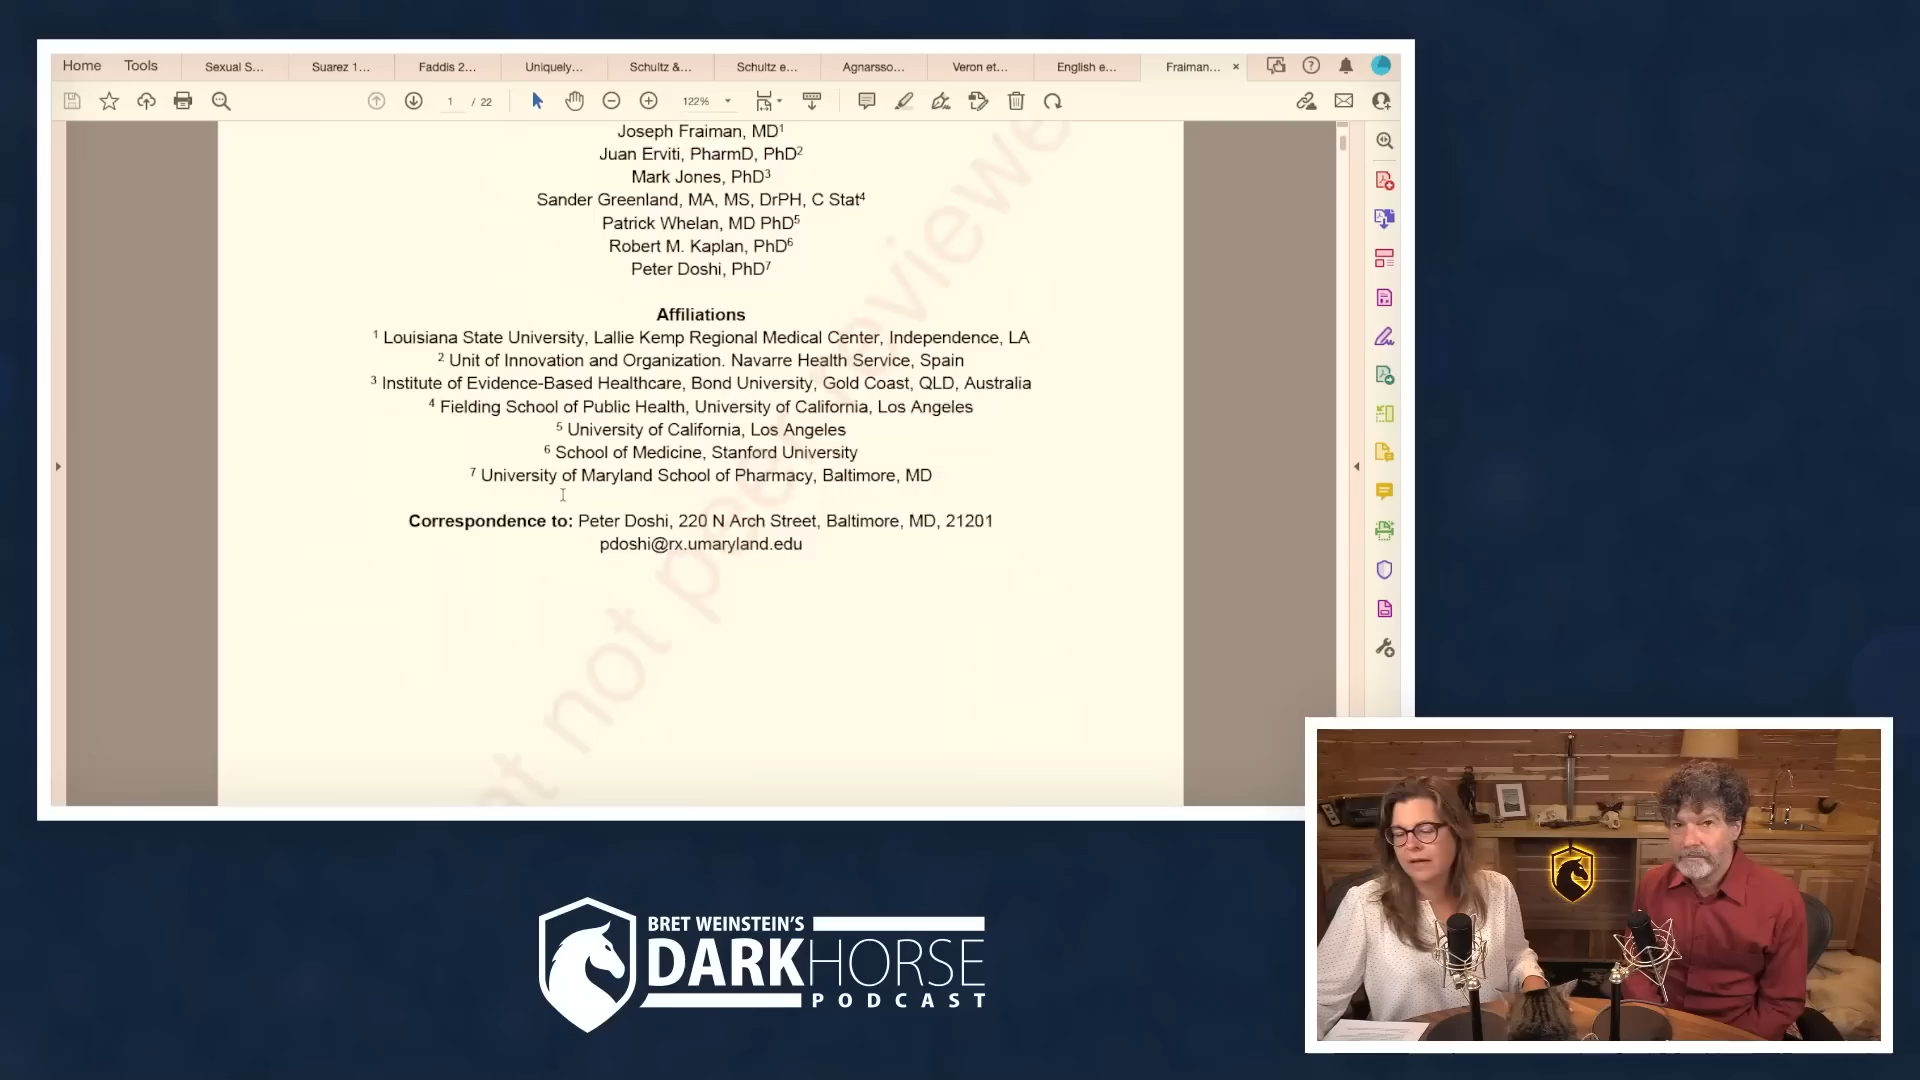 Home Tools Sexual S... Suarez 1... Faddis 2... Uniquely... Schultz &... Schultz e... Agnarsso... Veron et... English e... Fraiman... ×
1 / 22 122%
Joseph Fraiman, MD¹
Juan Erviti, PharmD, PhD²
Mark Jones, PhD³
Sander Greenland, MA, MS, DrPH, C Stat⁴
Patrick Whelan, MD PhD⁵
Robert M. Kaplan, PhD⁶
Peter Doshi, PhD⁷
Affiliations
¹ Louisiana State University, Lallie Kemp Regional Medical Center, Independence, LA
² Unit of Innovation and Organization. Navarre Health Service, Spain
³ Institute of Evidence-Based Healthcare, Bond University, Gold Coast, QLD, Australia
⁴ Fielding School of Public Health, University of California, Los Angeles
⁵ University of California, Los Angeles
⁶ School of Medicine, Stanford University
⁷ University of Maryland School of Pharmacy, Baltimore, MD
Correspondence to: Peter Doshi, 220 N Arch Street, Baltimore, MD, 21201
pdoshi@rx.umaryland.edu
not peer reviewe
BRET WEINSTEIN'S
DARKHORSE
PODCAST